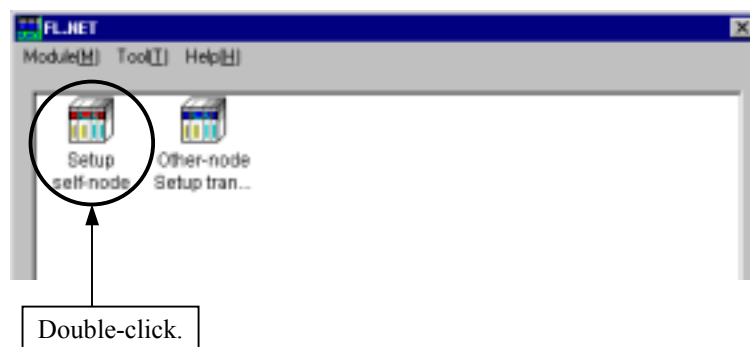 FL.NET
Module(M) Tool(T) Help(H)
Setup
self-node
Other-node
Setup tran...
Double-click.